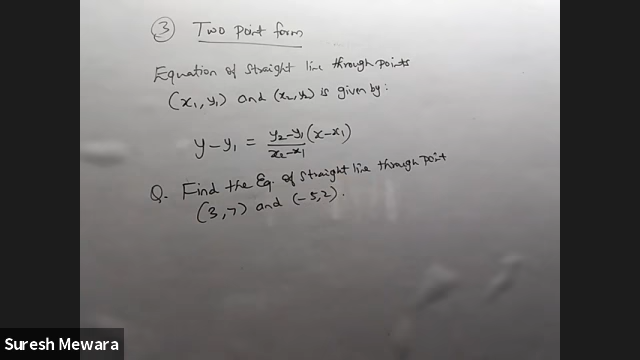 ③ Two point form
Equation of straight line through points
(x₁, y₁) and (x₂, y₂) is given by:
y-y₁ = y₂-y₁/x₂-x₁ (x-x₁)
Q. Find the Eq. of straight line through point
(3,7) and (-5,2).
Suresh Mewara